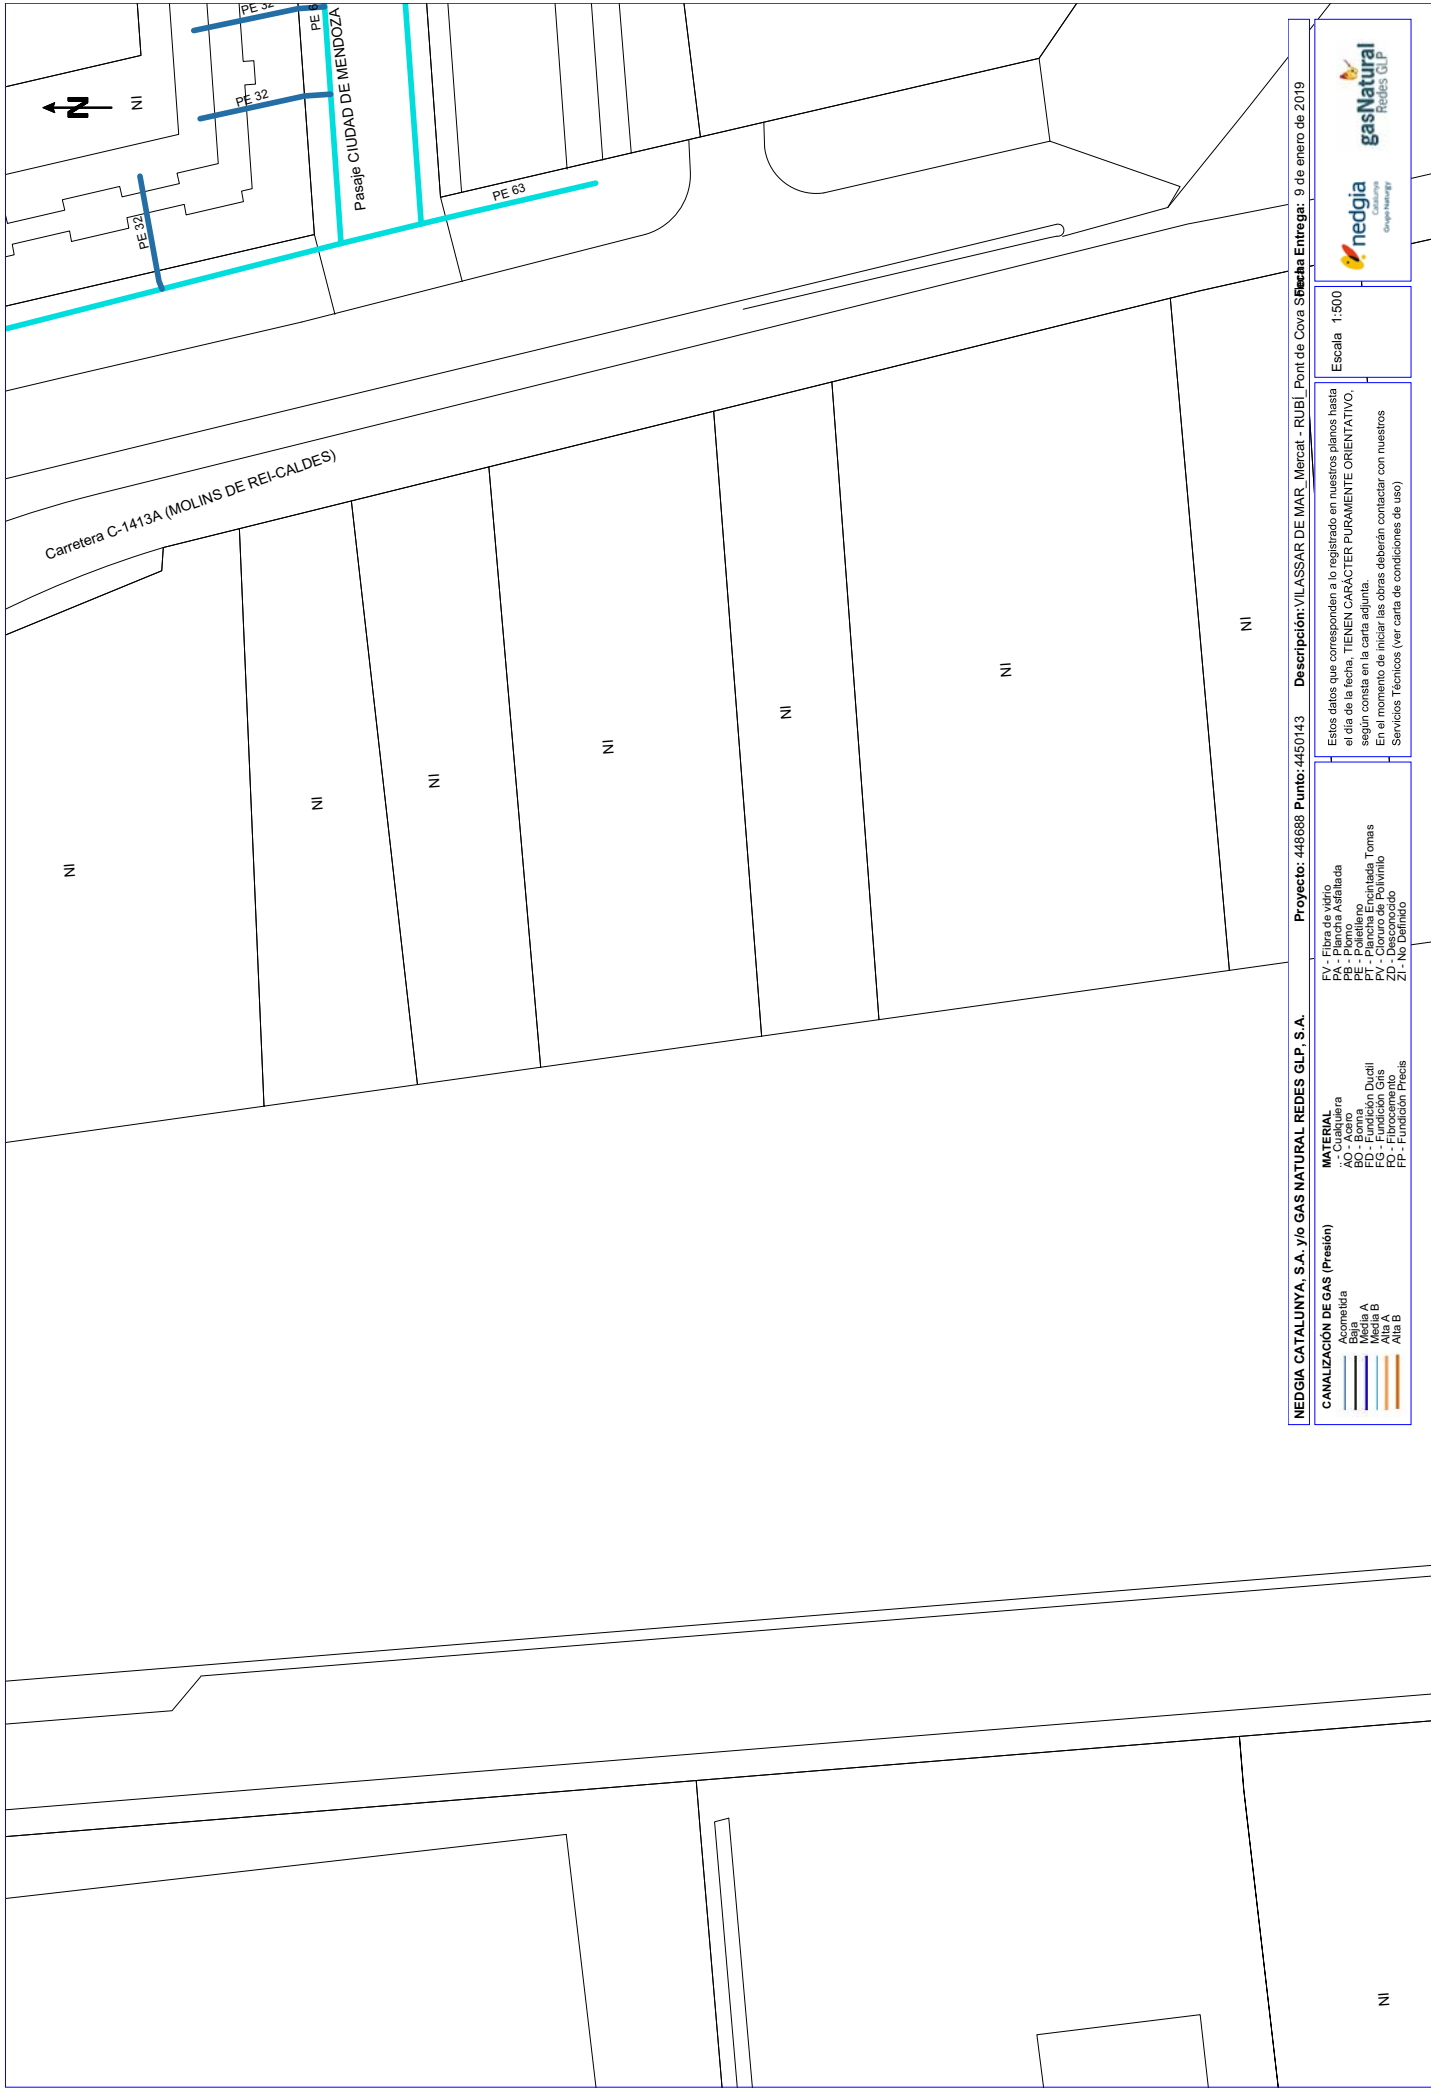 N
NI
PE 32
PE 6
PE 32
PE 32
Pasaje CIUDAD DE MENDOZA
PE 63
Carretera C-1413A (MOLINS DE REI-CALDES)
NI
NI
NI
NI
NI
NI
NI
NI
NEDGIA CATALUNYA, S.A. y/o GAS NATURAL REDES GLP, S.A.
Proyecto: 448688 Punto: 4450143
Descripción: VILASSAR DE MAR_Mercat - RUBÍ_Pont de Cova
Fecha Entrega: 9 de enero de 2019
CANALIZACIÓN DE GAS (Presión)
Acometida
Baja
Media A
Media B
Alta A
Alta B
MATERIAL
.. - Cualquiera
AO - Acero
BO - Bonna
FD - Fundición Ductil
FG - Fundición Gris
FO - Fibrocemento
FP - Fundición Precis
FV - Fibra de vidrio
PA - Plancha Asfaltada
PB - Plomo
PE - Polietileno
PT - Plancha Encintada Tomas
PV - Cloruro de Polivinilo
ZD - Desconocido
ZI - No Definido
Estos datos que corresponden a lo registrado en nuestros planos hasta
el día de la fecha, TIENEN CARÁCTER PURAMENTE ORIENTATIVO,
según consta en la carta adjunta.
En el momento de iniciar las obras deberán contactar con nuestros
Servicios Técnicos (ver carta de condiciones de uso)
Escala 1:500
nedgia
Catalunya
Grupo Naturgy
gasNatural
Redes GLP